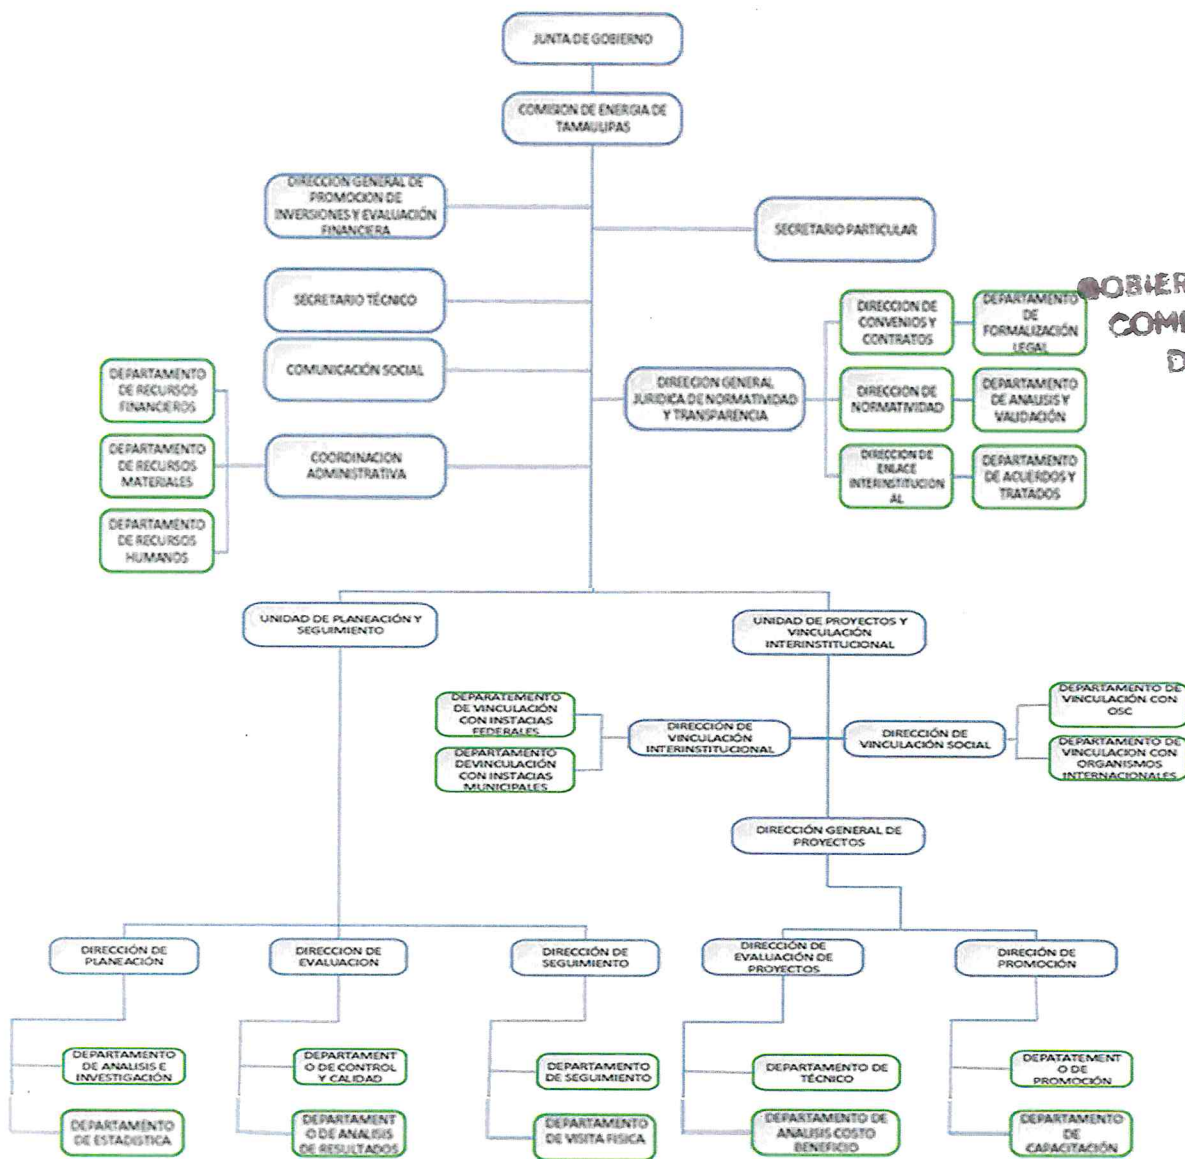 JUNTA DE GOBIERNO
COMISION DE ENERGIA DE
TAMAULIPAS
DIRECCION GENERAL DE
PROMOCION DE
INVERSIONES Y EVALUACIÓN
FINANCIERA
SECRETARIO PARTICULAR
SECRETARIO TÉCNICO
COMUNICACIÓN SOCIAL
DIRECCION GENERAL
JURIDICA DE NORMATIVIDAD
Y TRANSPARENCIA
DIRECCION DE
CONVENIOS Y
CONTRATOS
DEPARTAMENTO
DE
FORMALIZACIÓN
LEGAL
DIRECCION DE
NORMATIVIDAD
DEPARTAMENTO
DE ANALISIS Y
VALIDACIÓN
DIRECCION DE
ENLACE
INTERINSTITUCION
AL
DEPARTAMENTO
DE ACUERDOS Y
TRATADOS
DEPARTAMENTO
DE RECURSOS
FINANCIEROS
DEPARTAMENTO
DE RECURSOS
MATERIALES
DEPARTAMENTO
DE RECURSOS
HUMANOS
COORDINACION
ADMINISTRATIVA
UNIDAD DE PLANEACIÓN Y
SEGUIMIENTO
UNIDAD DE PROYECTOS Y
VINCULACIÓN
INTERINSTITUCIONAL
DEPARATEMENTO
DE VINCULACIÓN
CON INSTACIAS
FEDERALES
DEPARTAMENTO
DEVINCULACIÓN
CON INSTACIAS
MUNICIPALES
DIRECCIÓN DE
VINCULACIÓN
INTERINSTITUCIONAL
DIRECCIÓN DE
VINCULACIÓN SOCIAL
DEPARTAMENTO DE
VINCULACIÓN CON
OSC
DEPARTAMENTO DE
VINCULACION CON
ORGANISMOS
INTERNACIONALES
DIRECCIÓN GENERAL DE
PROYECTOS
DIRECCIÓN DE
PLANEACIÓN
DIRECCION DE
EVALUACION
DIRECCIÓN DE
SEGUIMIENTO
DIRECCIÓN DE
EVALUACIÓN DE
PROYECTOS
DIRECIÓN DE
PROMOCIÓN
DEPARTAMENTO
DE ANALISIS E
INVESTIGACIÓN
DEPARTAMENT
O DE CONTROL
Y CALIDAD
DEPARTAMENTO
DE SEGUIMIENTO
DEPARTAMENTO DE
TÉCNICO
DEPATATEMENT
O DE
PROMOCIÓN
DEPARTAMENTO
DE ESTADISTICA
DEPARTAMENT
O DE ANALISIS
DE RESULTADOS
DEPARTAMENTO
DE VISITA FISICA
DEPARTAMENTO DE
ANALISIS COSTO
BENEFICIO
DEPARTAMENTO
DE
CAPACITACIÓN